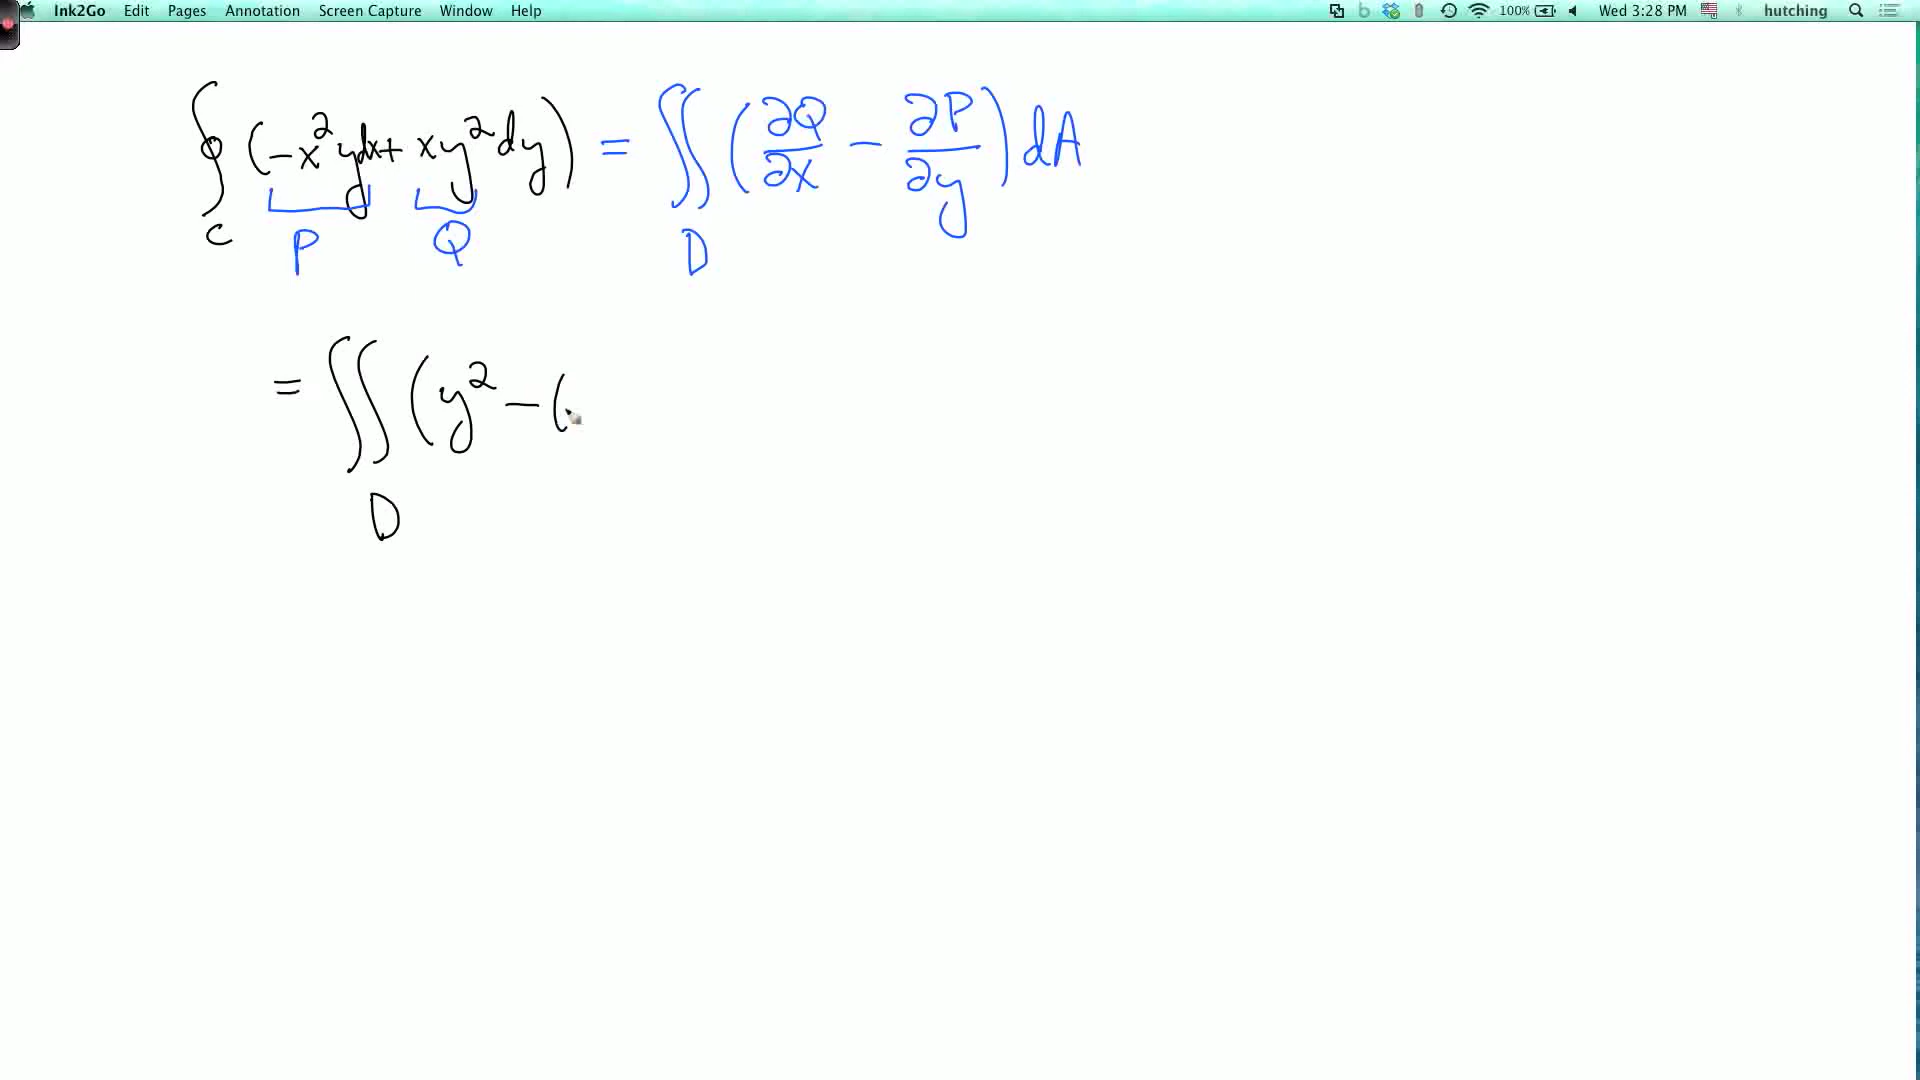 Ink2Go Edit Pages Annotation Screen Capture Window Help 100% Wed 3:28 PM hutching
∮_C (-x²y dx + xy² dy) = ∬_D (∂Q/∂x - ∂P/∂y) dA
P Q
= ∬_D (y² - (